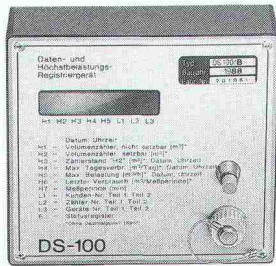 Daten- und
Höchstbelastungs-
Registriergerät
Typ DS-100/B
Baujahr 1988
H1 H2 H3 H4 H5 L1 L2 L3
Datum Uhrzeit
H1 - Volumenzähler, nicht setzbar (m³)*
H2 - Volumenzähler, setzbar (m³)*
H3 - Zählerstand "H2" (m³)*, Datum, Uhrzeit
H4 - Max. Tagesverbr. (m³/Tag)*, Datum, Uhrzeit
H5 - Max. Belastung (m³/h)*, Datum, Uhrzeit
H6 - Letzter Verbrauch (m³/Meßperiode)*
H7 - Meßperiode (min)
L1 - Kunden-Nr. Teil 1, Teil 2
L2 - Zähler Nr. Teil 1, Teil 2
L3 - Geräte Nr. Teil 1, Teil 2
Statusregister
DS-100